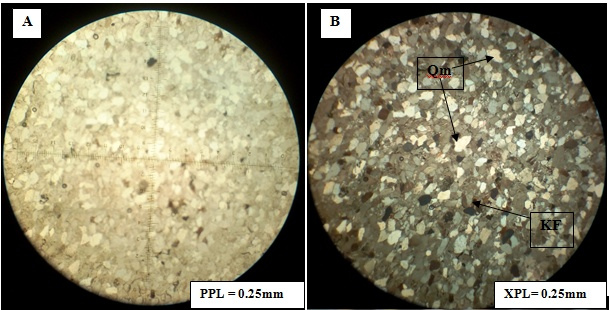 A
B
Qm
KF
PPL = 0.25mm
XPL= 0.25mm